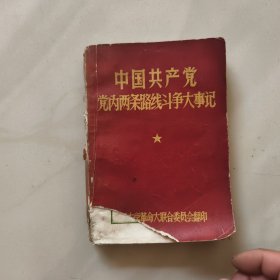 中国共产党
党内两条路线斗争大事记
革命大联合委员会翻印